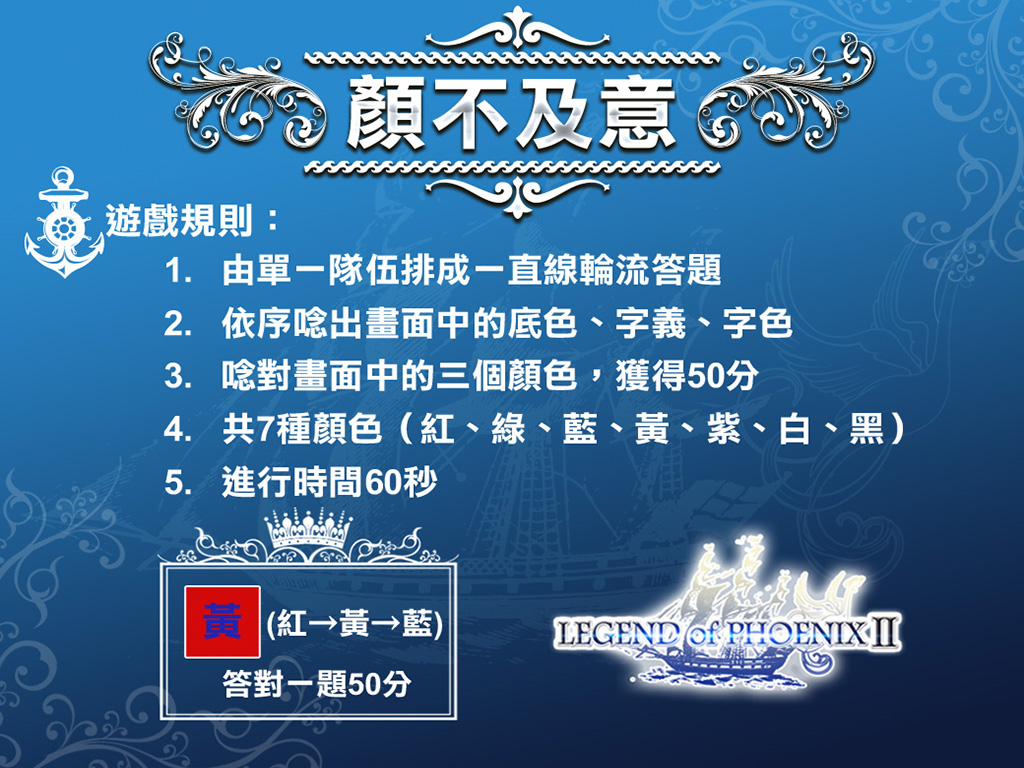 顏不及意
遊戲規則：
1. 由單一隊伍排成一直線輪流答題
2. 依序唸出畫面中的底色、字義、字色
3. 唸對畫面中的三個顏色，獲得50分
4. 共7種顏色（紅、綠、藍、黃、紫、白、黑）
5. 進行時間60秒
黃 (紅→黃→藍)
答對一題50分
LEGEND of PHOENIX II